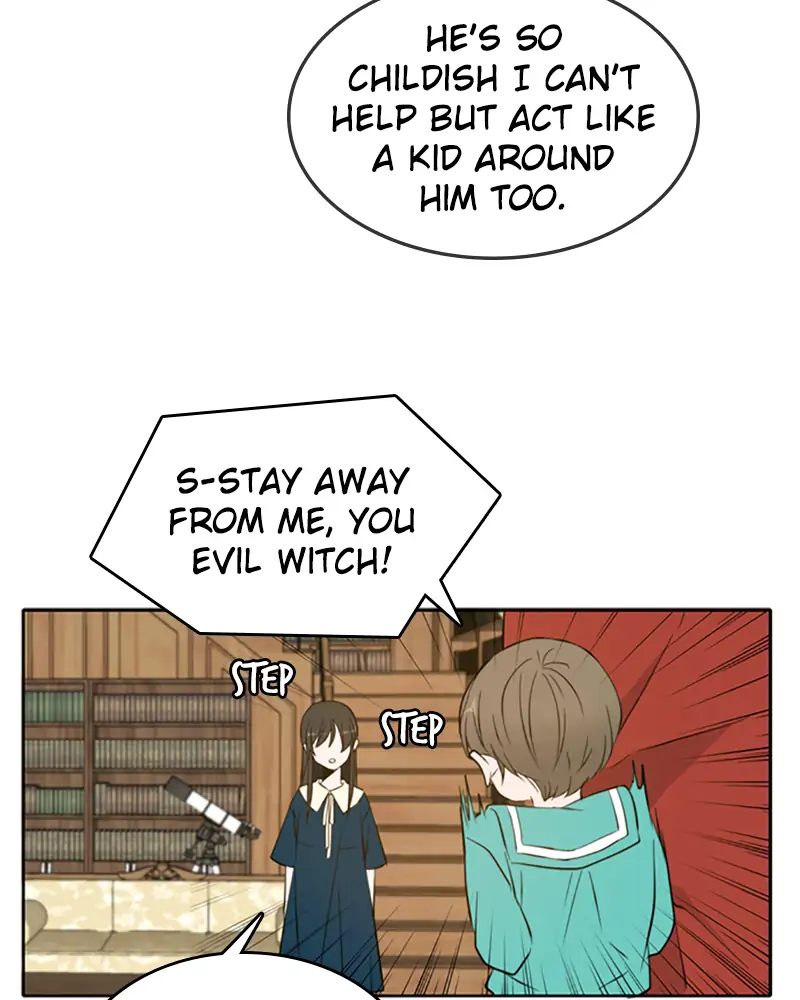 HE'S SO
CHILDISH I CAN'T
HELP BUT ACT LIKE
A KID AROUND
HIM TOO.
S-STAY AWAY
FROM ME, YOU
EVIL WITCH!
STEP
STEP